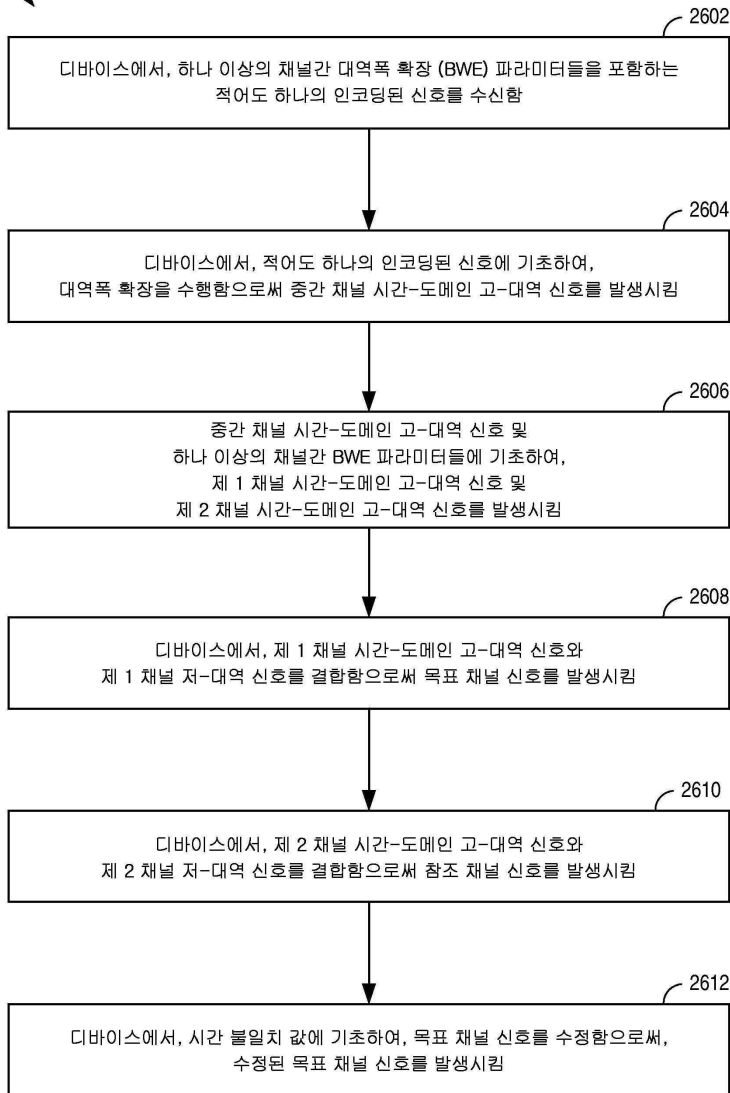 2602
디바이스에서, 하나 이상의 채널간 대역폭 확장 (BWE) 파라미터들을 포함하는
적어도 하나의 인코딩된 신호를 수신함
2604
디바이스에서, 적어도 하나의 인코딩된 신호에 기초하여,
대역폭 확장을 수행함으로써 중간 채널 시간-도메인 고-대역 신호를 발생시킴
2606
중간 채널 시간-도메인 고-대역 신호 및
하나 이상의 채널간 BWE 파라미터들에 기초하여,
제 1 채널 시간-도메인 고-대역 신호 및
제 2 채널 시간-도메인 고-대역 신호를 발생시킴
2608
디바이스에서, 제 1 채널 시간-도메인 고-대역 신호와
제 1 채널 저-대역 신호를 결합함으로써 목표 채널 신호를 발생시킴
2610
디바이스에서, 제 2 채널 시간-도메인 고-대역 신호와
제 2 채널 저-대역 신호를 결합함으로써 참조 채널 신호를 발생시킴
2612
디바이스에서, 시간 불일치 값에 기초하여, 목표 채널 신호를 수정함으로써,
수정된 목표 채널 신호를 발생시킴